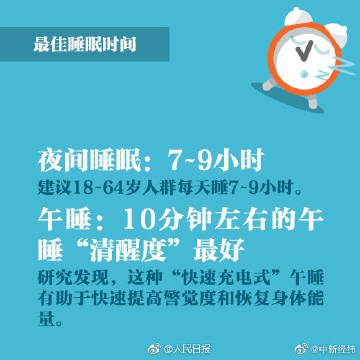 最佳睡眠时间
夜间睡眠：7~9小时
建议18-64岁人群每天睡7~9小时。
午睡：10分钟左右的午
睡“清醒度”最好
研究发现，这种“快速充电式”午睡
有助于快速提高警觉度和恢复身体能
量。
@人民日报
@中新经纬